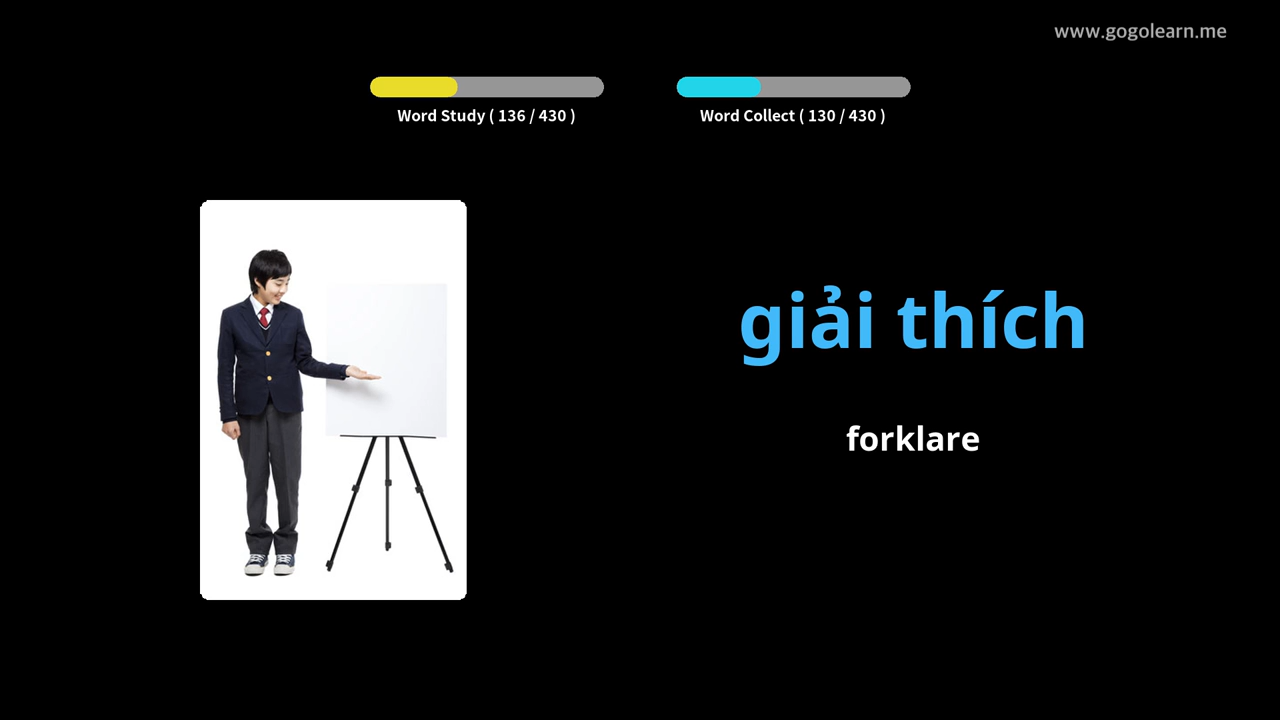 www.gogolearn.me
Word Study ( 136 / 430 )
Word Collect ( 130 / 430 )
giải thích
forklare